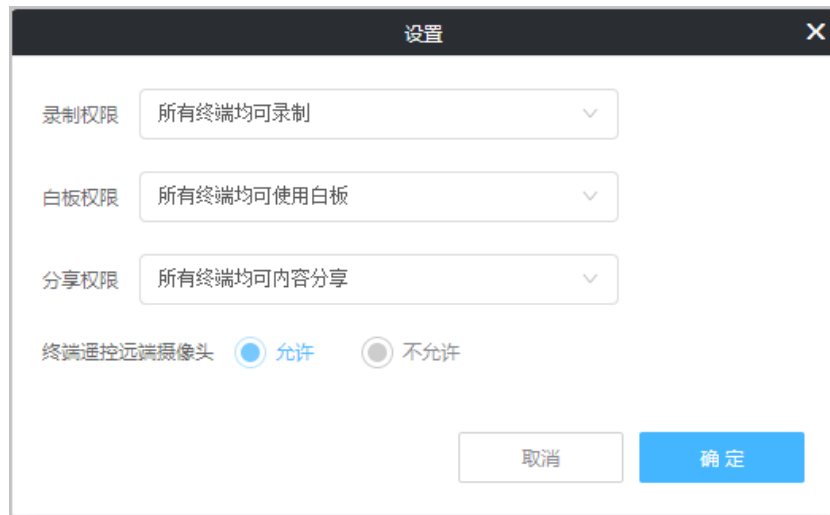 设置
录制权限 所有终端均可录制
白板权限 所有终端均可使用白板
分享权限 所有终端均可内容分享
终端遥控远端摄像头 允许 不允许
取消 确定